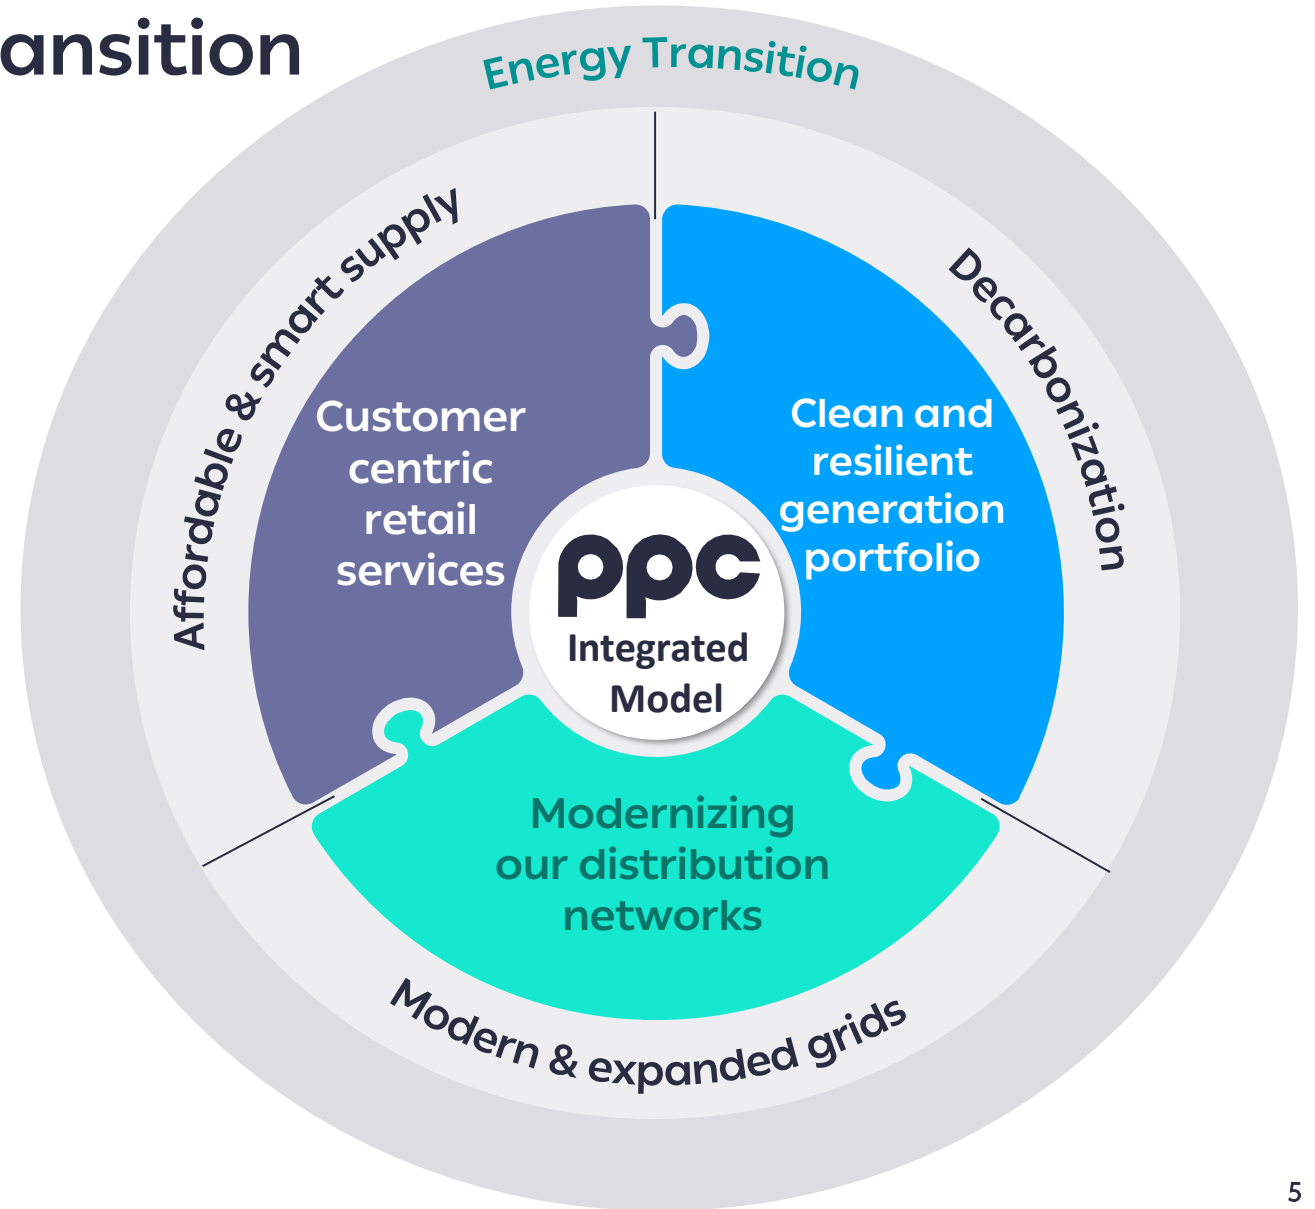 ansition
Energy Transition
Affordable & smart supply
Decarbonization
Customer
centric
retail
services
Clean and
resilient
generation
portfolio
ppc
Integrated
Model
Modernizing
our distribution
networks
Modern & expanded grids
5